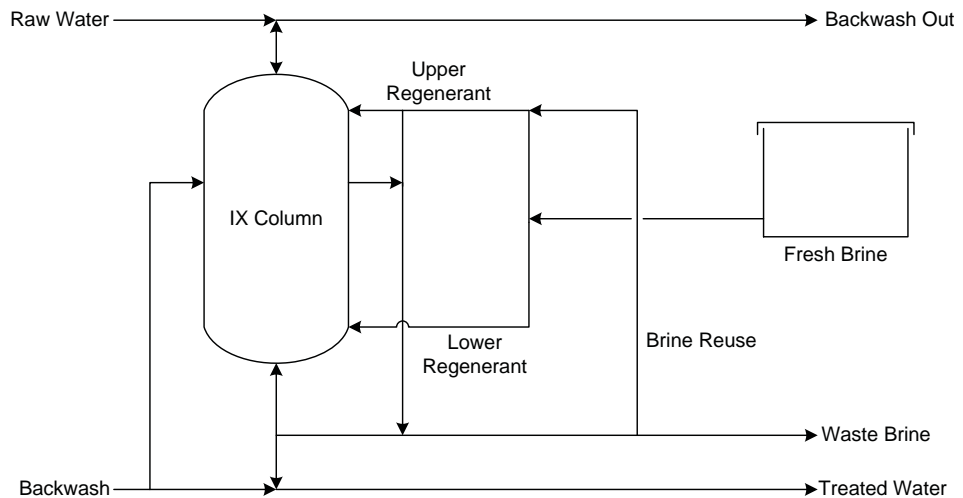 Raw Water
Backwash Out
Upper
Regenerant
IX Column
Fresh Brine
Lower
Regenerant
Brine Reuse
Waste Brine
Backwash
Treated Water